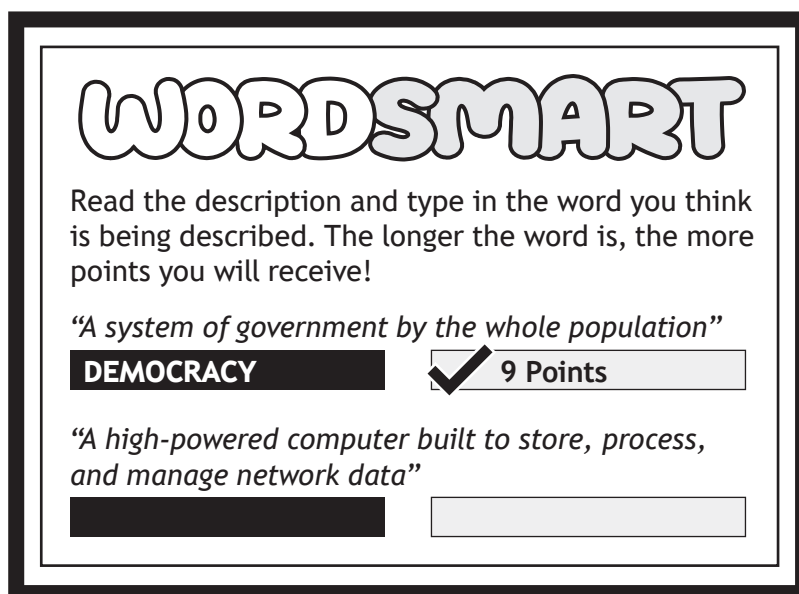 WORDSMART
Read the description and type in the word you think
is being described. The longer the word is, the more
points you will receive!
“A system of government by the whole population”
DEMOCRACY
9 Points
“A high-powered computer built to store, process,
and manage network data”